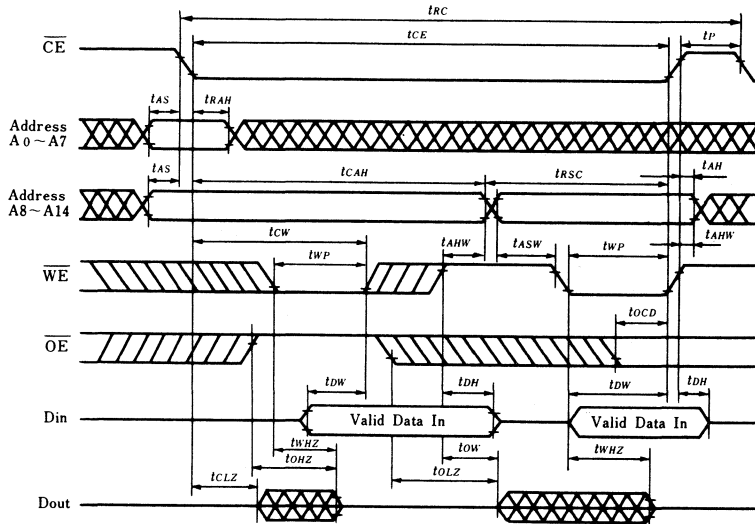 tRC
tCE
tP
CE
tAS
tRAH
Address
A0~A7
tAS
tCAH
tRSC
tAH
Address
A8~A14
tCW
tAHW
tWP
tAHW
tASW
tWP
WE
tOCD
OE
tDW
tDH
tDW
tDH
Din
Valid Data In
Valid Data In
tWHZ
tOW
tWHZ
tOHZ
tOLZ
tCLZ
Dout